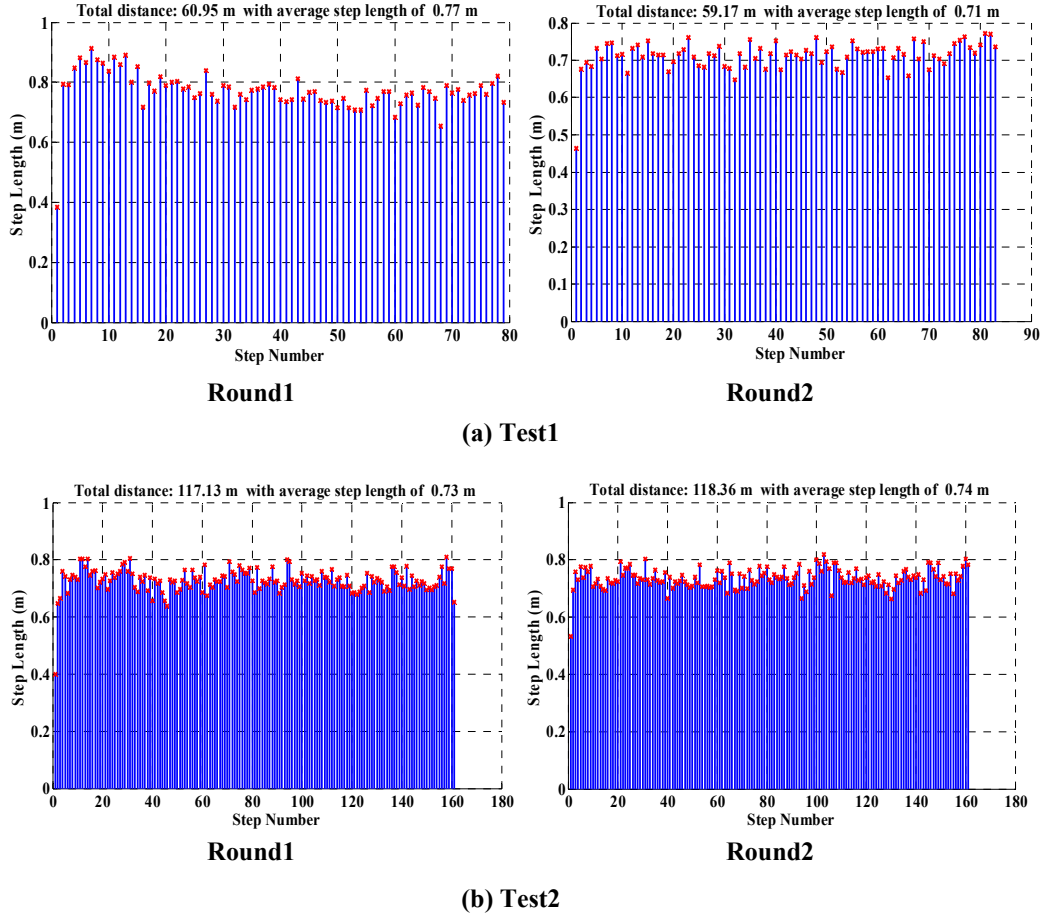 Total distance: 60.95 m with average step length of 0.77 m
Step Length (m)
1
0.8
0.6
0.4
0.2
0
0 10 20 30 40 50 60 70 80
Step Number
Round1
Total distance: 59.17 m with average step length of 0.71 m
Step Length (m)
0.8
0.7
0.6
0.5
0.4
0.3
0.2
0.1
0
0 10 20 30 40 50 60 70 80 90
Step Number
Round2
(a) Test1
Total distance: 117.13 m with average step length of 0.73 m
Step Length (m)
1
0.8
0.6
0.4
0.2
0
0 20 40 60 80 100 120 140 160 180
Step Number
Round1
Total distance: 118.36 m with average step length of 0.74 m
Step Length (m)
1
0.8
0.6
0.4
0.2
0
0 20 40 60 80 100 120 140 160 180
Step Number
Round2
(b) Test2